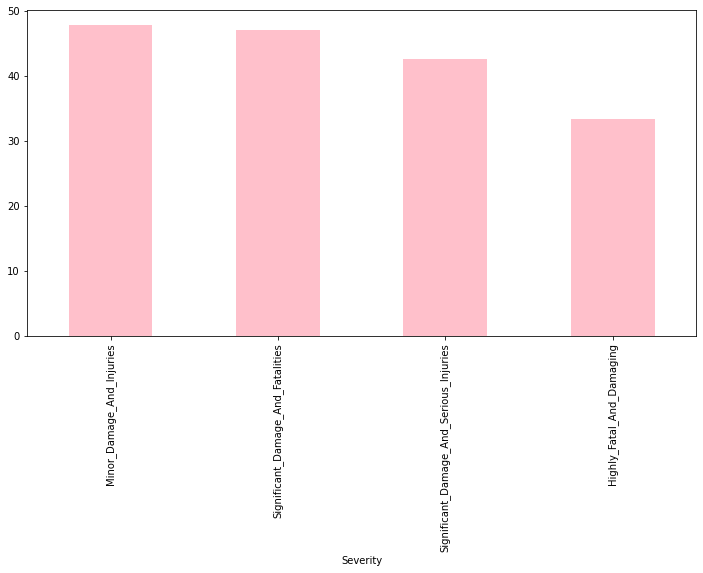 50
40
30
20
10
0
Minor_Damage_And_Injuries
Significant_Damage_And_Fatalities
Significant_Damage_And_Serious_Injuries
Highly_Fatal_And_Damaging
Severity